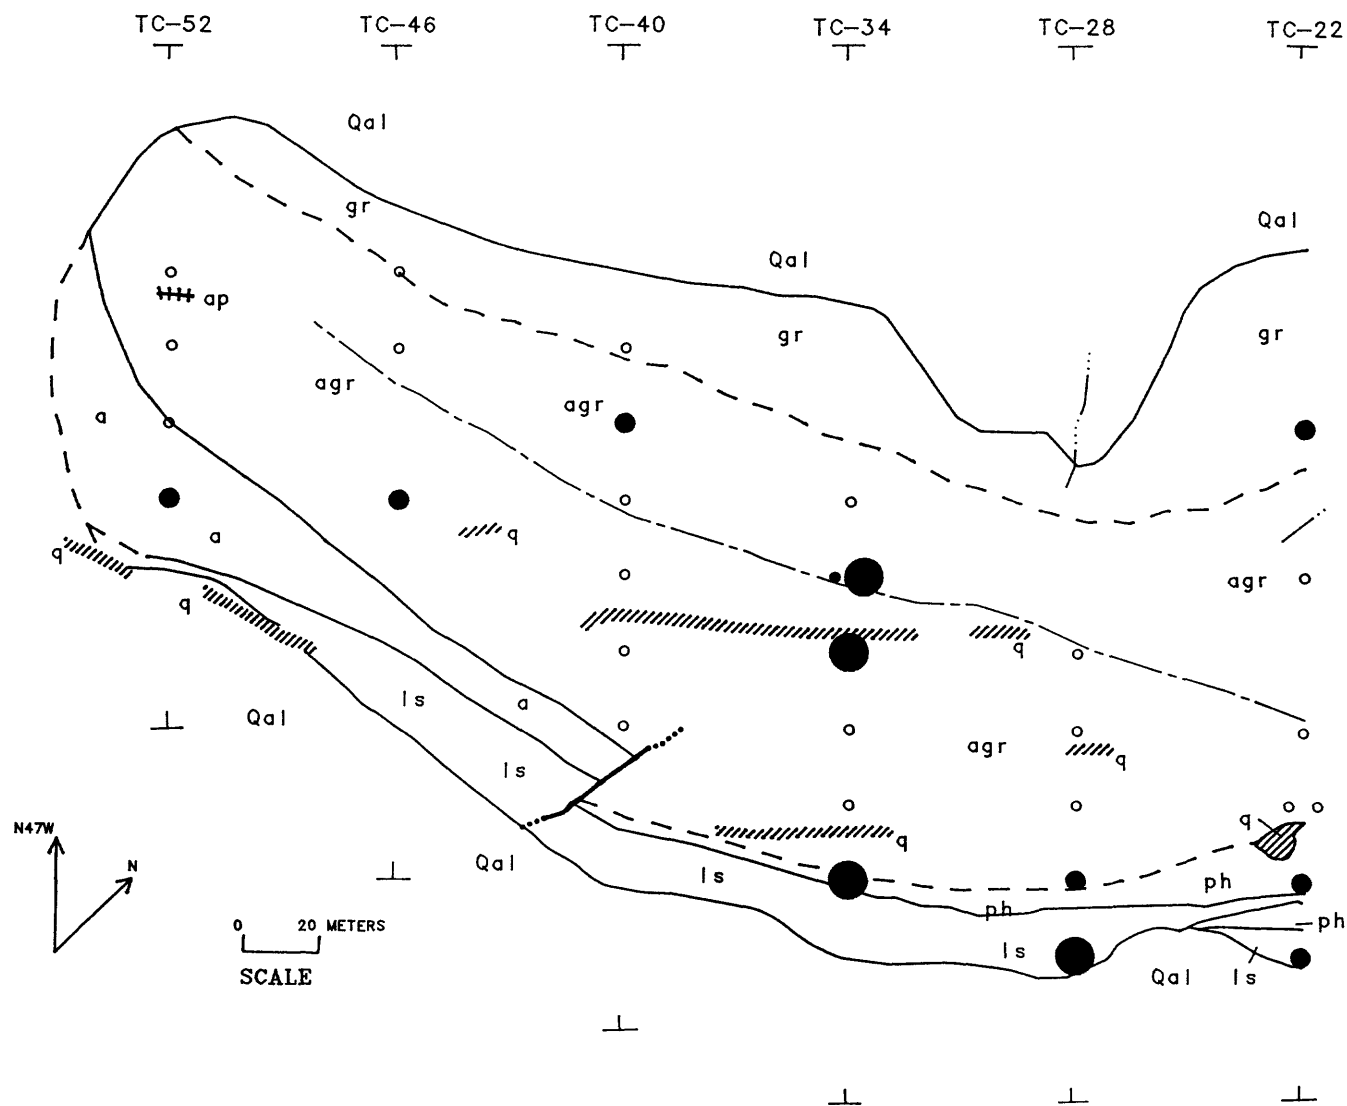 TC-52 TC-46 TC-40 TC-34 TC-28 TC-22
Qal
gr
Qal
Qal
ap
gr
gr
agr
agr
a
q
a
q
agr
q
q
ls
a
Qal
agr
q
ls
N47W
N
q
q
Qal
ls
ph
ph
ph
ls
Qal
ls
0 20 METERS
SCALE